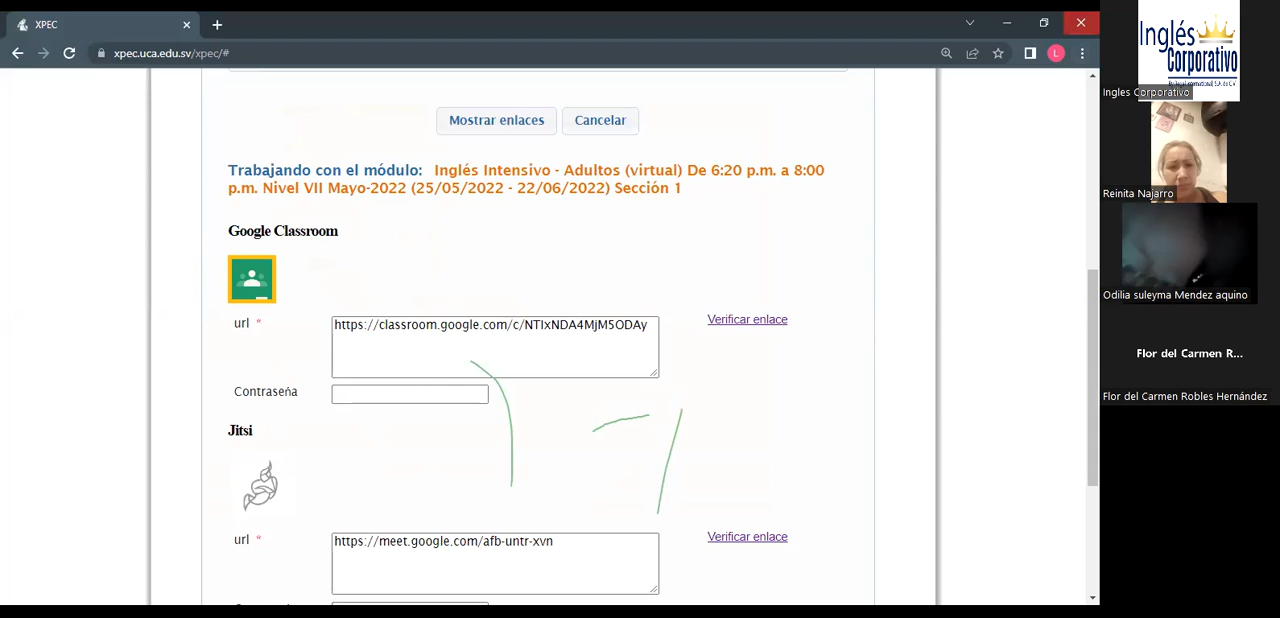 XPEC
xpec.uca.edu.sv/xpec/#
L
Mostrar enlaces
Cancelar
Trabajando con el módulo: Inglés Intensivo - Adultos (virtual) De 6:20 p.m. a 8:00
p.m. Nivel VII Mayo-2022 (25/05/2022 - 22/06/2022) Sección 1
Google Classroom
url *
https://classroom.google.com/c/NTIxNDA4MjM5ODAy
Verificar enlace
Contraseña
Jitsi
url *
https://meet.google.com/afb-untr-xvn
Verificar enlace
Inglés
Corporativo
Ingles Corporativo
Reinita Najarro
Odilia suleyma Mendez aquino
Flor del Carmen R...
Flor del Carmen Robles Hernández